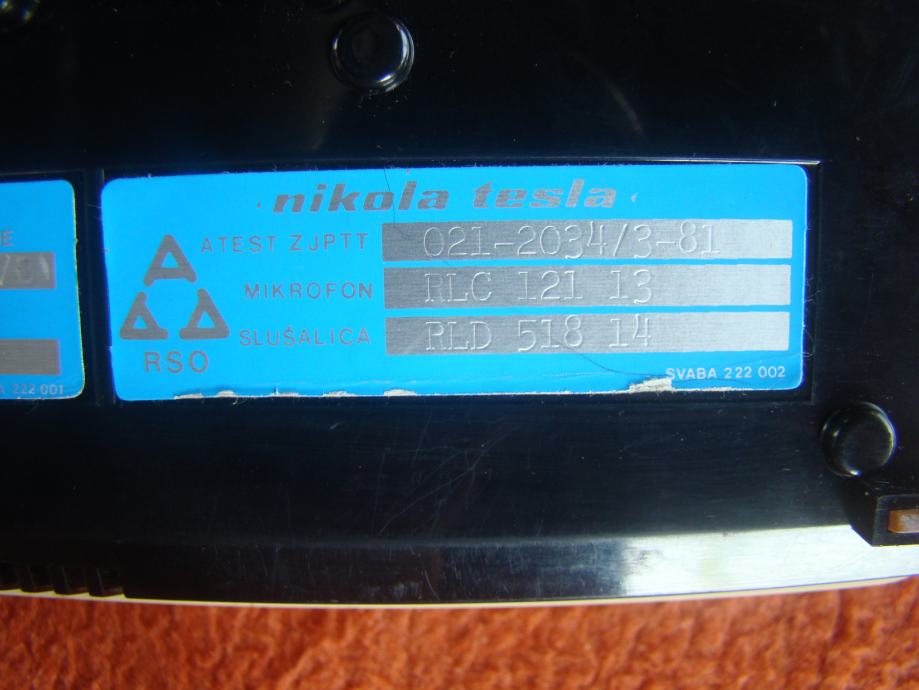 nikola tesla
ATEST ZJPTT 021-2034/3-81
MIKROFON RLC 121 13
SLUŠALICA RLD 518 14
RSO
SVABA 222 002
222 001